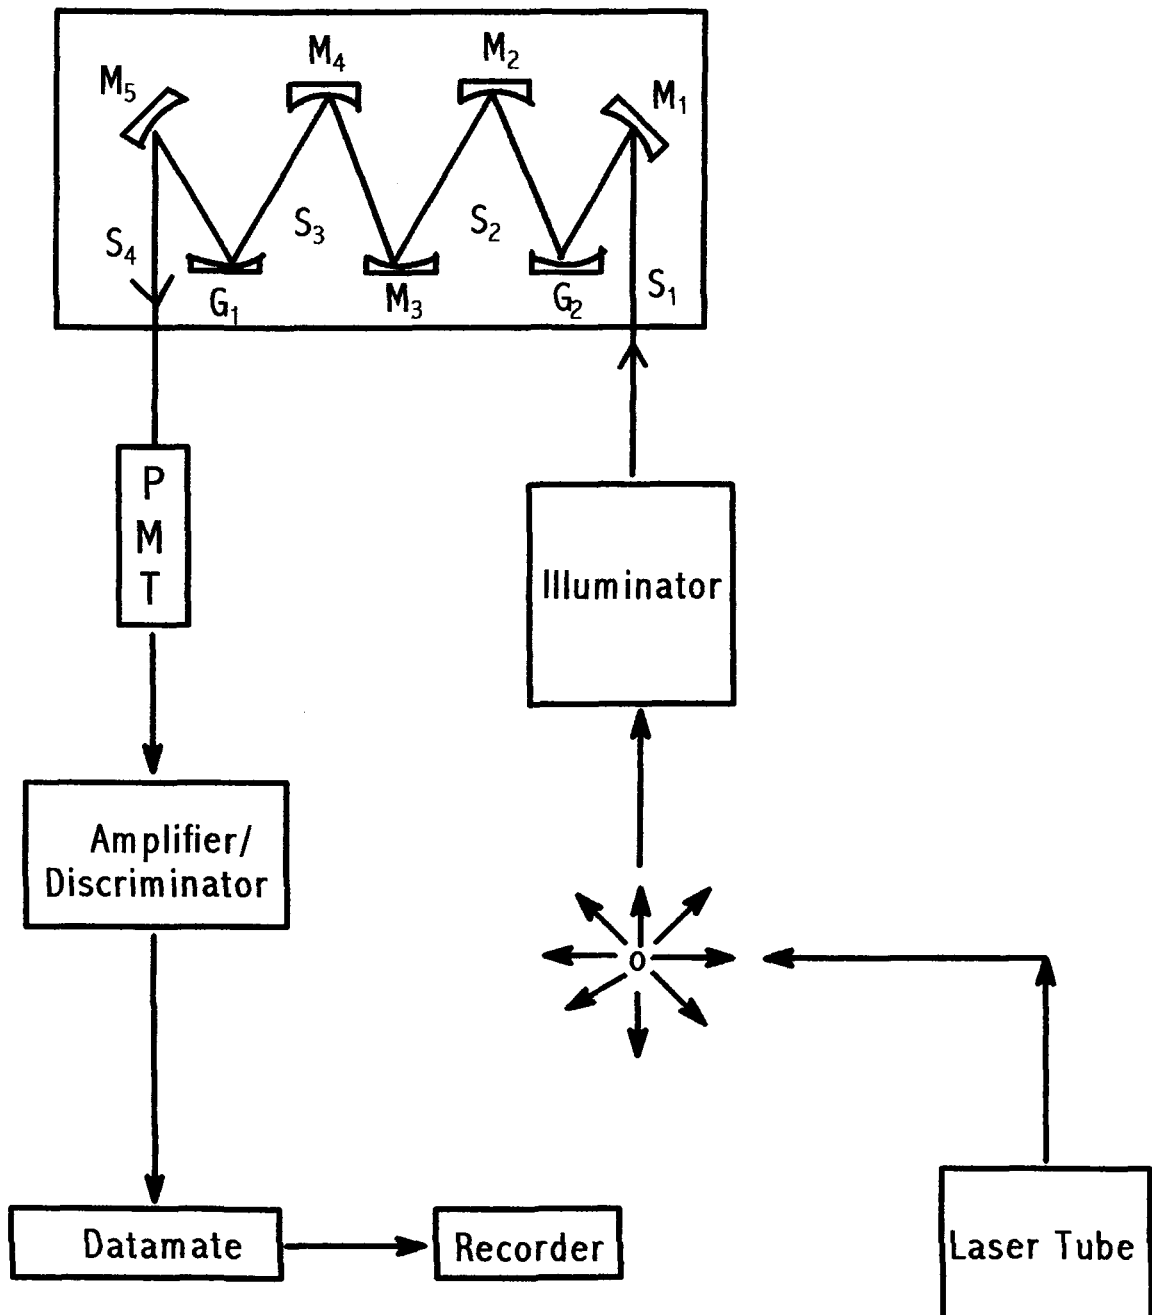 M₄
M₂
M₅
M₁
S₃
S₂
S₄
S₁
G₁
M₃
G₂
P
M
T
Illuminator
Amplifier/
Discriminator
o
Datamate
Recorder
Laser Tube